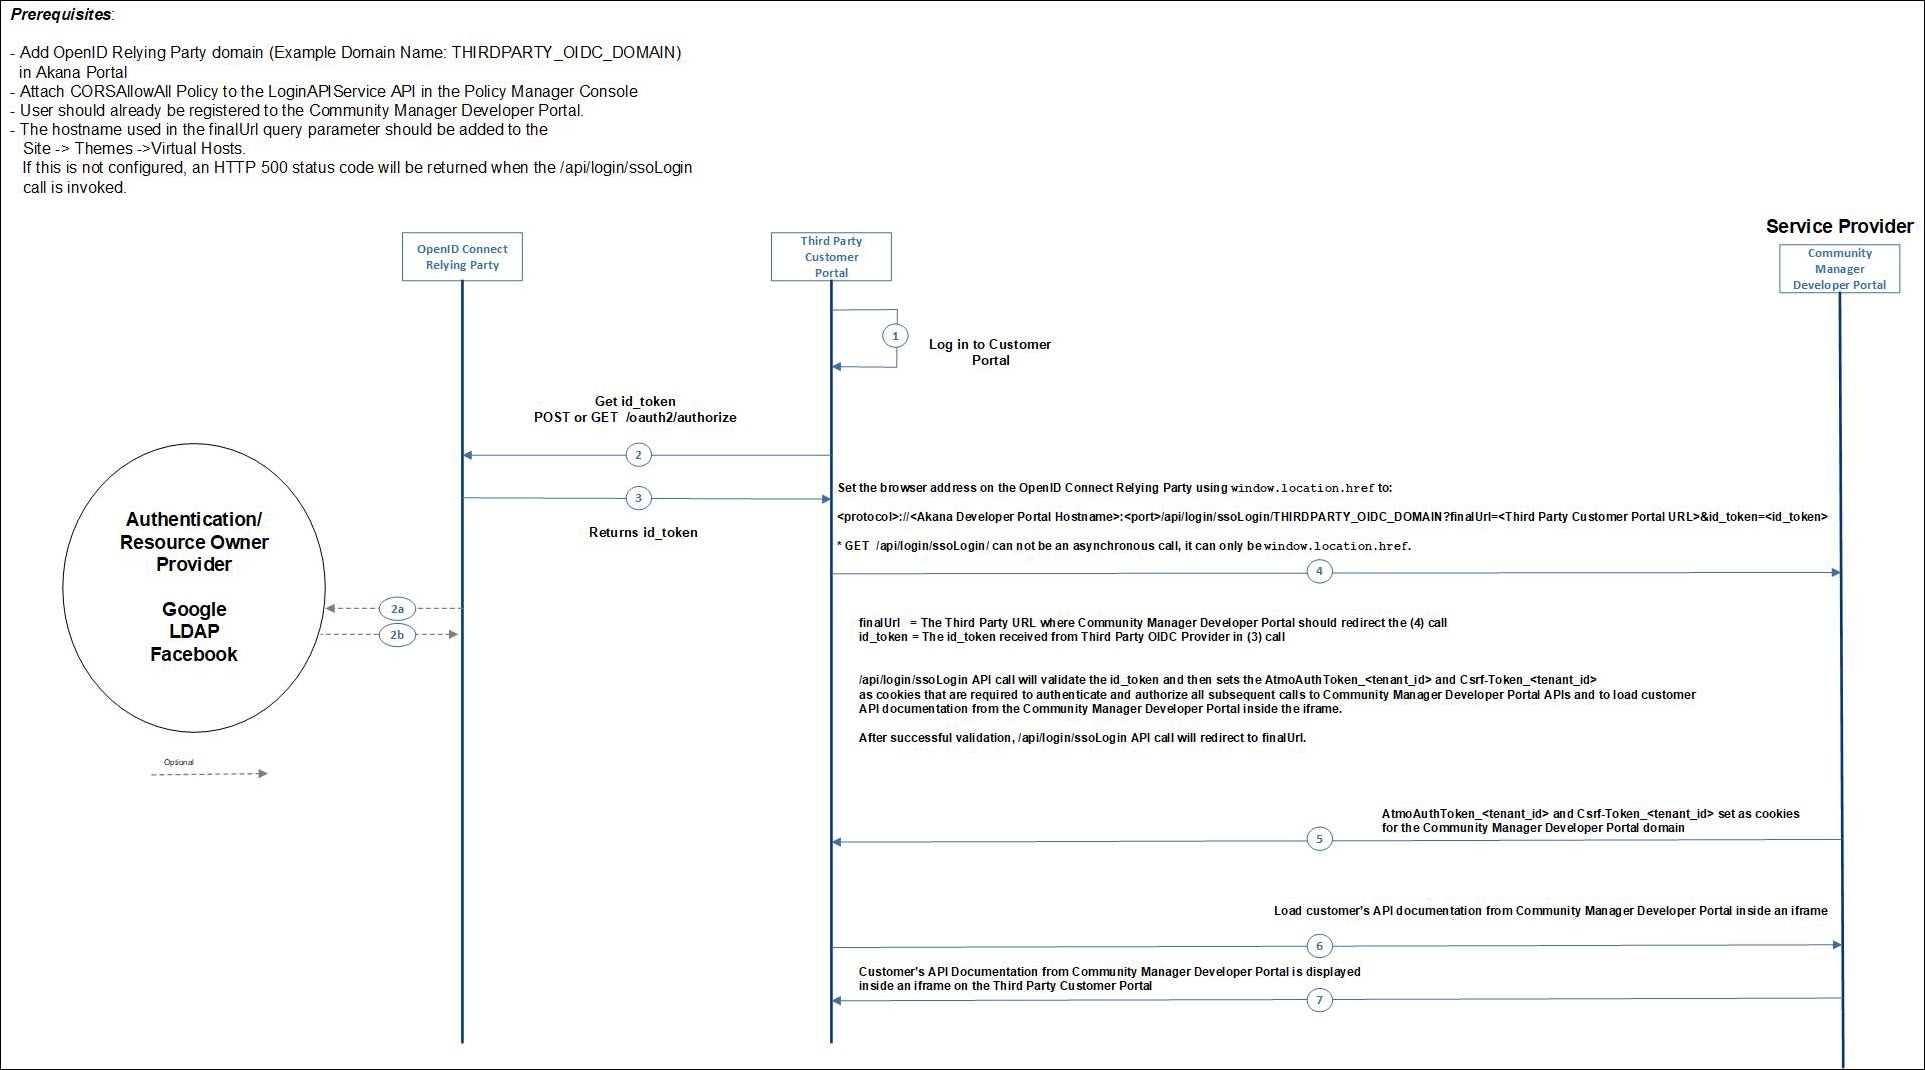 Prerequisites:
- Add OpenID Relying Party domain (Example Domain Name: THIRDPARTY_OIDC_DOMAIN)
in Akana Portal
- Attach CORSAllowAll Policy to the LoginAPIService API in the Policy Manager Console
- User should already be registered to the Community Manager Developer Portal.
- The hostname used in the finalUrl query parameter should be added to the
Site -> Themes ->Virtual Hosts.
If this is not configured, an HTTP 500 status code will be returned when the /api/login/ssoLogin
call is invoked.
Service Provider
OpenID Connect
Relying Party
Third Party
Customer
Portal
Community
Manager
Developer Portal
1
Log in to Customer
Portal
Get id_token
POST or GET /oauth2/authorize
2
3
Returns id_token
Set the browser address on the OpenID Connect Relying Party using window.location.href to:
<protocol>://<Akana Developer Portal Hostname>:<port>/api/login/ssoLogin/THIRDPARTY_OIDC_DOMAIN?finalUrl=<Third Party Customer Portal URL>&id_token=<id_token>
* GET /api/login/ssoLogin/ can not be an asynchronous call, it can only be window.location.href.
4
Authentication/
Resource Owner
Provider
Google
LDAP
Facebook
2a
2b
Optional
finalUrl = The Third Party URL where Community Manager Developer Portal should redirect the (4) call
id_token = The id_token received from Third Party OIDC Provider in (3) call
/api/login/ssoLogin API call will validate the id_token and then sets the AtmoAuthToken_<tenant_id> and Csrf-Token_<tenant_id>
as cookies that are required to authenticate and authorize all subsequent calls to Community Manager Developer Portal APIs and to load customer
API documentation from the Community Manager Developer Portal inside the iframe.
After successful validation, /api/login/ssoLogin API call will redirect to finalUrl.
AtmoAuthToken_<tenant_id> and Csrf-Token_<tenant_id> set as cookies
for the Community Manager Developer Portal domain
5
Load customer's API documentation from Community Manager Developer Portal inside an iframe
6
Customer's API Documentation from Community Manager Developer Portal is displayed
inside an iframe on the Third Party Customer Portal
7